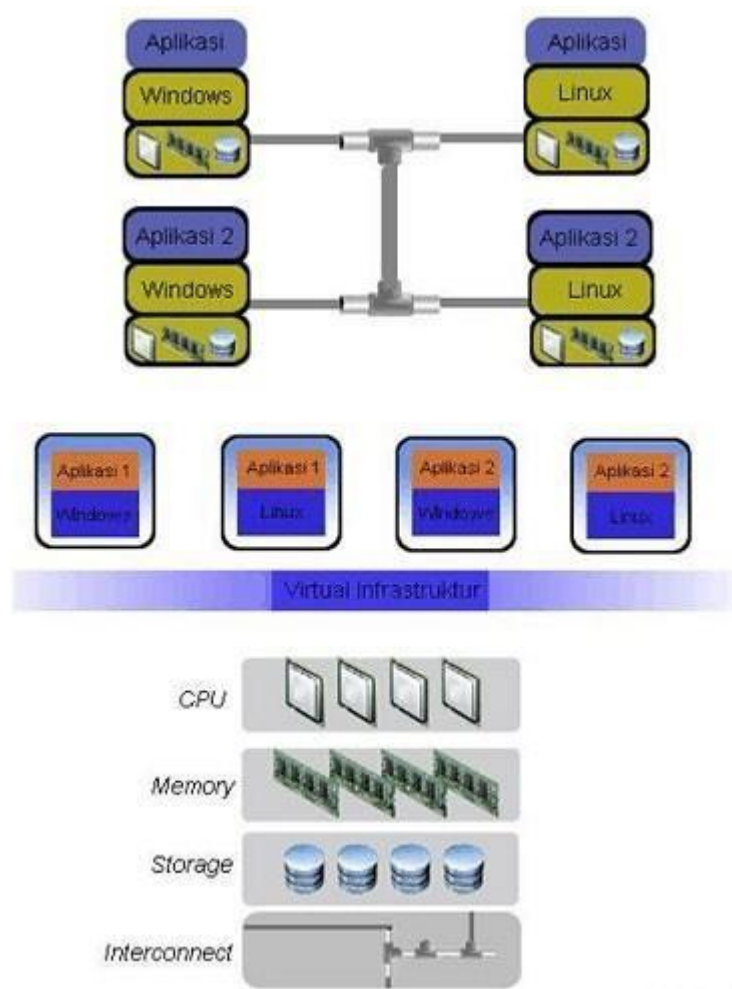 Aplikasi
Aplikasi
Windows
Linux
Aplikasi 2
Aplikasi 2
Windows
Linux
Aplikasi 1
Aplikasi 1
Aplikasi 2
Aplikasi 2
Windows
Linux
Windows
Linux
Virtual Infrastruktur
CPU
Memory
Storage
Interconnect